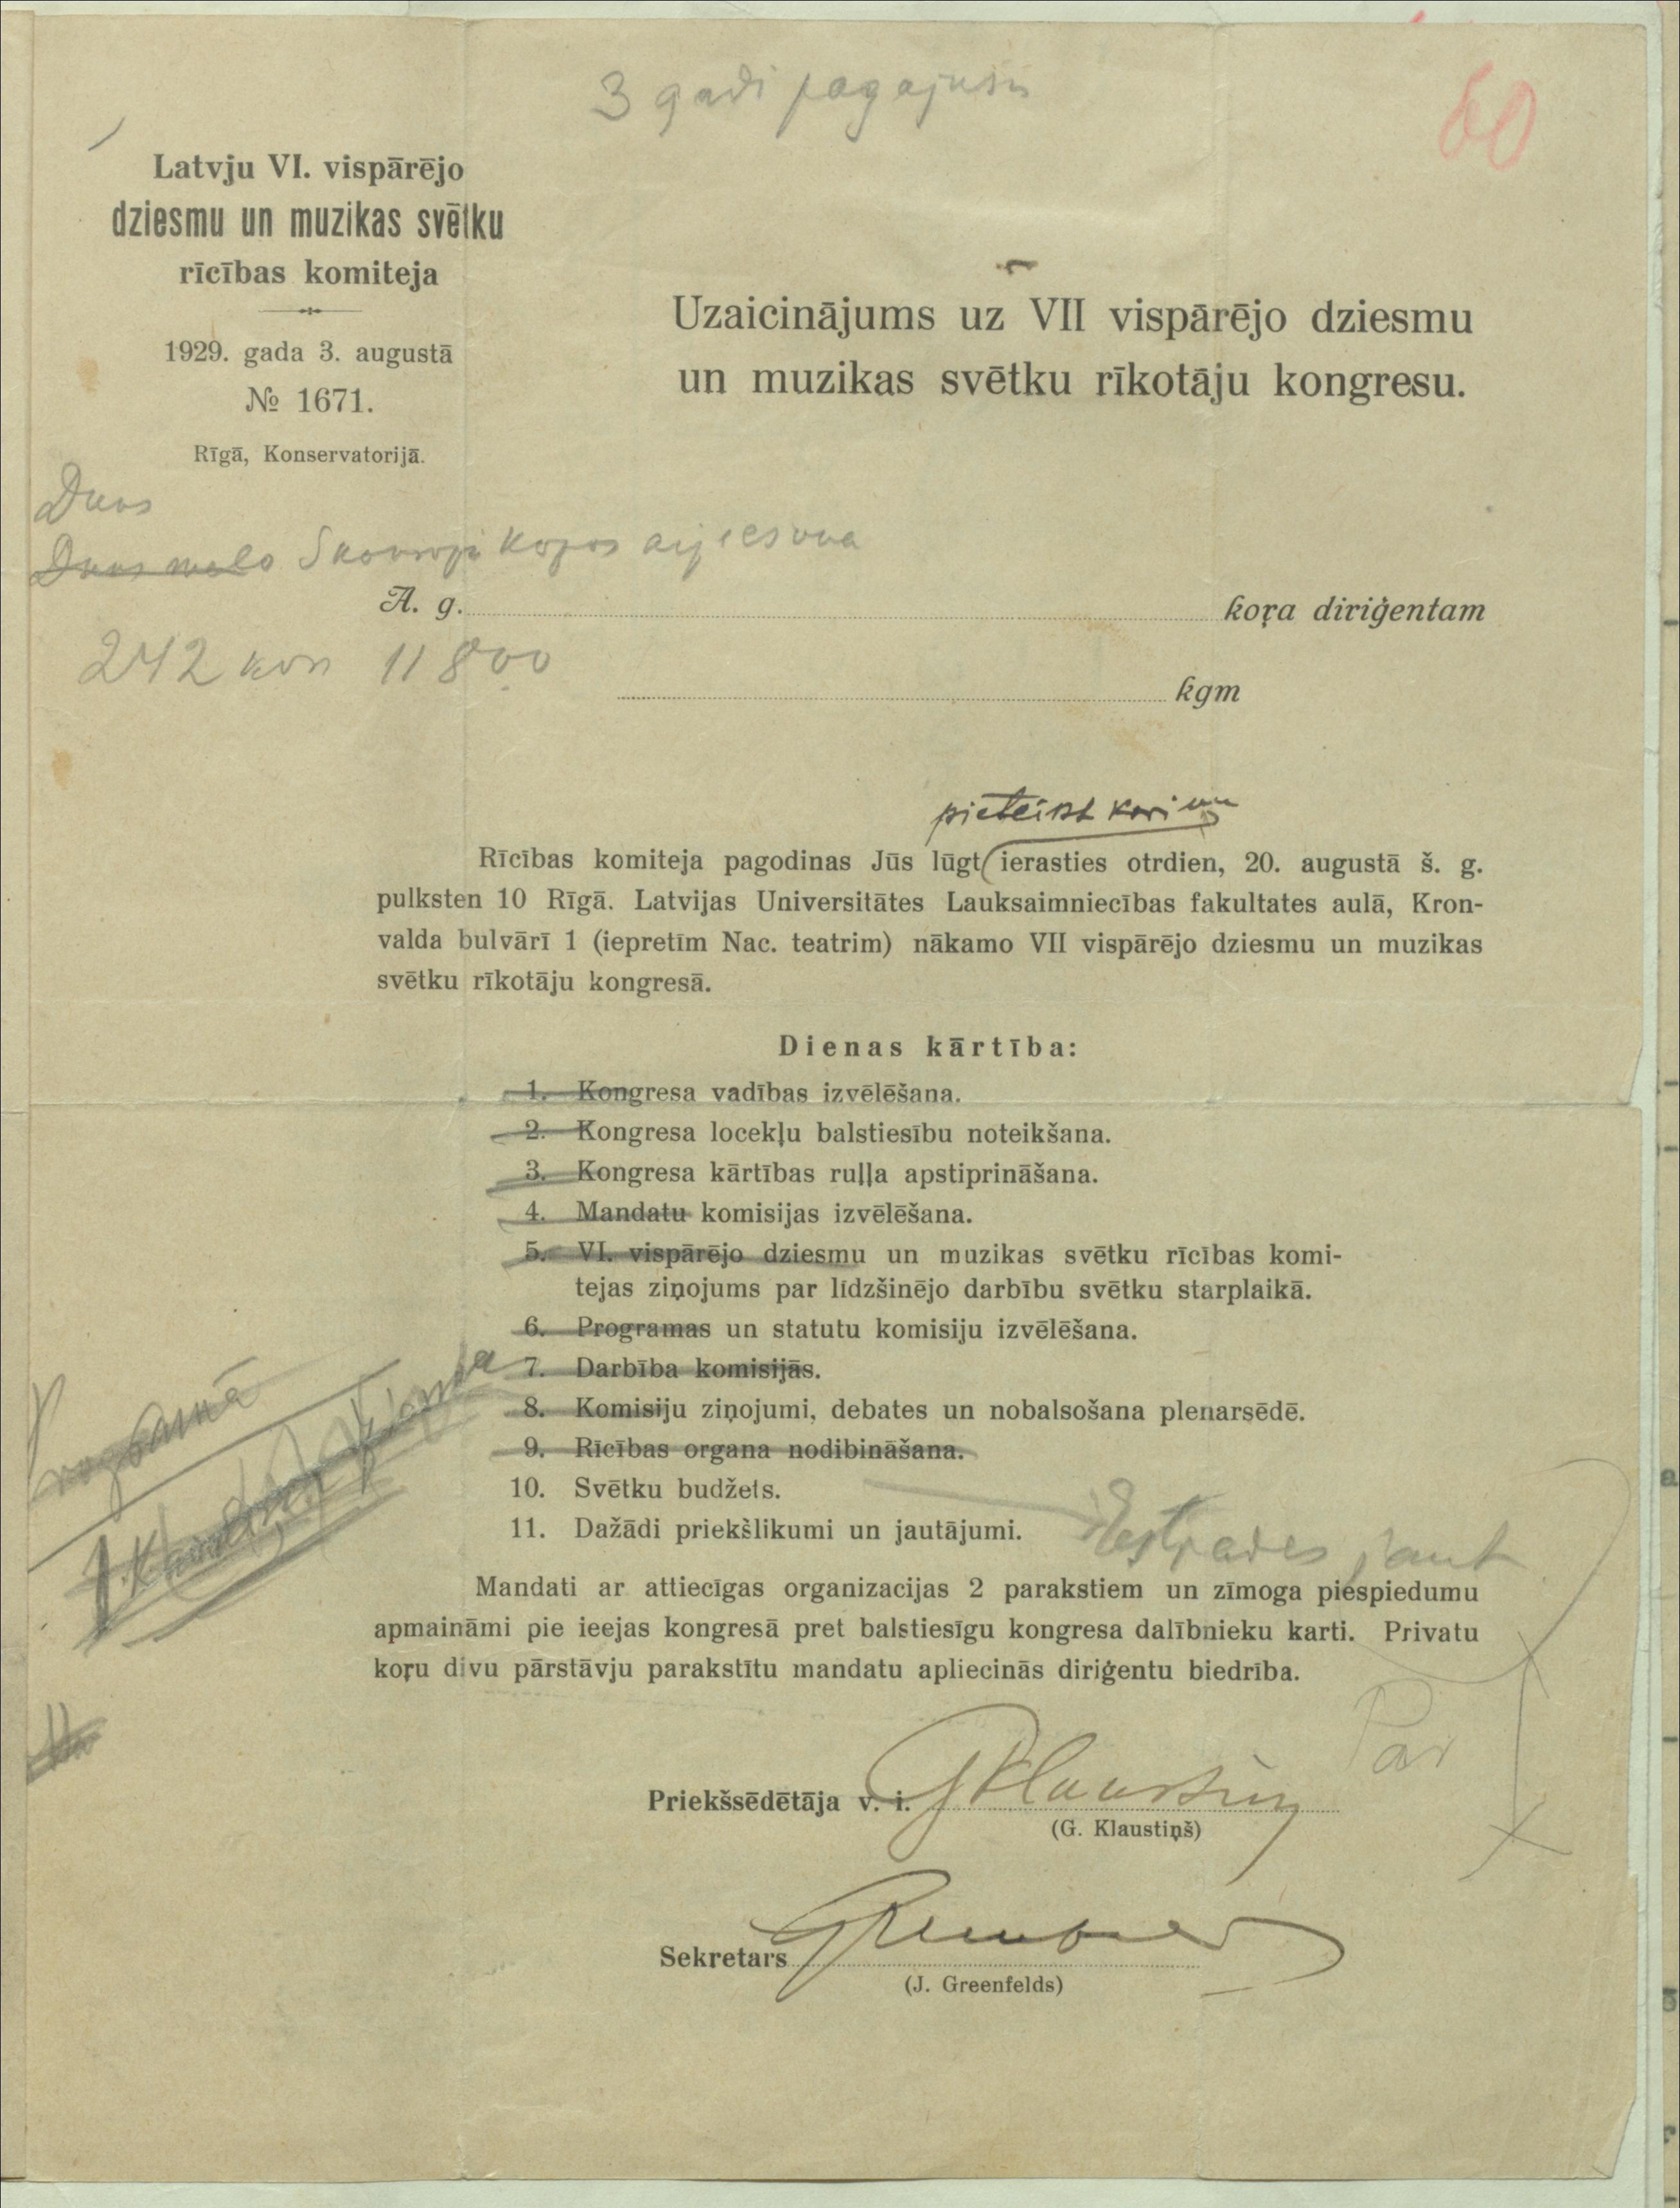 3 gadi pagajuši
60
Latvju VI. vispārējo
dziesmu un muzikas svētku
rīcības komiteja
1929. gada 3. augustā
№ 1671.
Rīgā, Konservatorijā.
Uzaicinājums uz VII vispārējo dziesmu
un muzikas svētku rīkotāju kongresu.
A. g. koŗa diriģentam
242 kori 11800
kgm
pieteikt kori un
Rīcības komiteja pagodinas Jūs lūgt ierasties otrdien, 20. augustā š. g.
pulksten 10 Rīgā. Latvijas Universitātes Lauksaimniecības fakultates aulā, Kron-
valda bulvārī 1 (iepretīm Nac. teatrim) nākamo VII vispārējo dziesmu un muzikas
svētku rīkotāju kongresā.
Dienas kārtība:
1. Kongresa vadības izvēlēšana.
2. Kongresa locekļu balstiesību noteikšana.
3. Kongresa kārtības ruļļa apstiprināšana.
4. Mandatu komisijas izvēlēšana.
5. VI. vispārējo dziesmu un muzikas svētku rīcības komi-
tejas ziņojums par līdzšinējo darbību svētku starplaikā.
6. Programas un statutu komisiju izvēlēšana.
7. Darbība komisijās.
8. Komisiju ziņojumi, debates un nobalsošana plenarsēdē.
9. Rīcības organa nodibināšana.
10. Svētku budžets.
11. Dažādi priekšlikumi un jautājumi.
Estrades jaut
Mandati ar attiecīgas organizacijas 2 parakstiem un zīmoga piespiedumu
apmaināmi pie ieejas kongresā pret balstiesīgu kongresa dalībnieku karti. Privatu
koŗu divu pārstāvju parakstītu mandatu apliecinās diriģentu biedrība.
Par
Priekšsēdētāja v. i. GKlaustiņ
(G. Klaustiņš)
Sekretars
(J. Greenfelds)